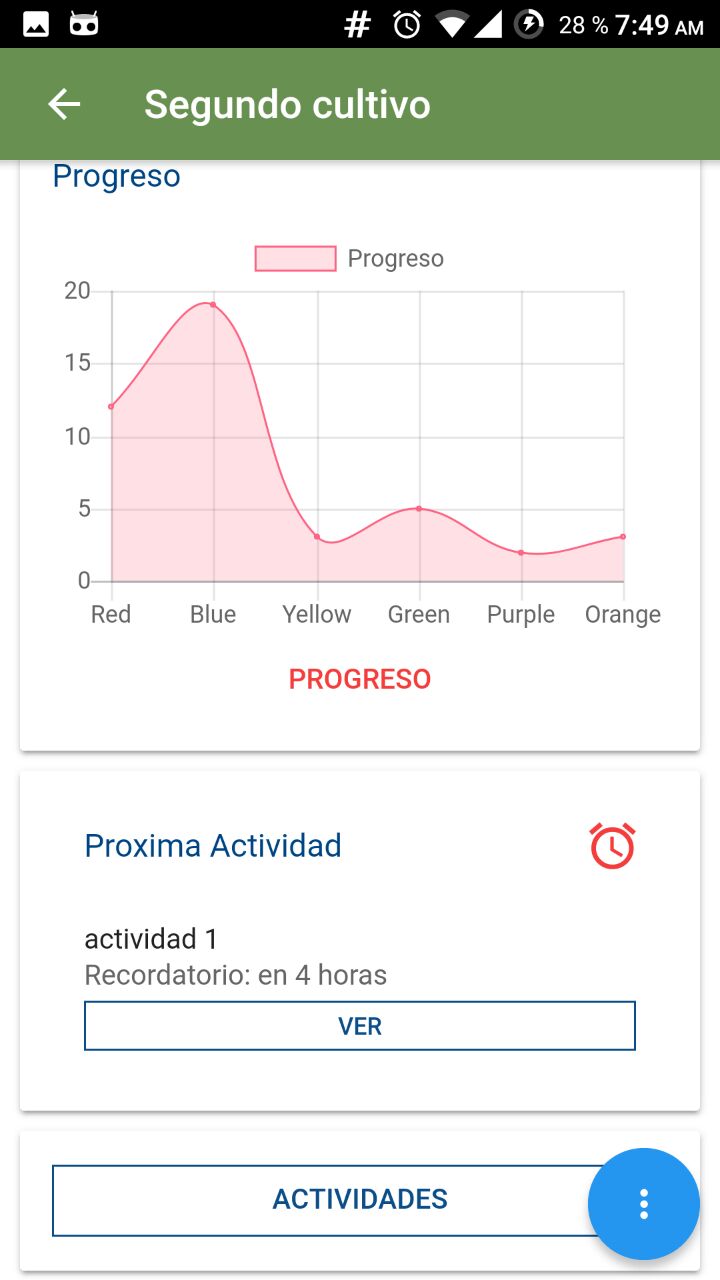 # 28 % 7:49 AM
Segundo cultivo
Progreso
Progreso
20
15
10
5
0
Red Blue Yellow Green Purple Orange
PROGRESO
Proxima Actividad
actividad 1
Recordatorio: en 4 horas
VER
ACTIVIDADES